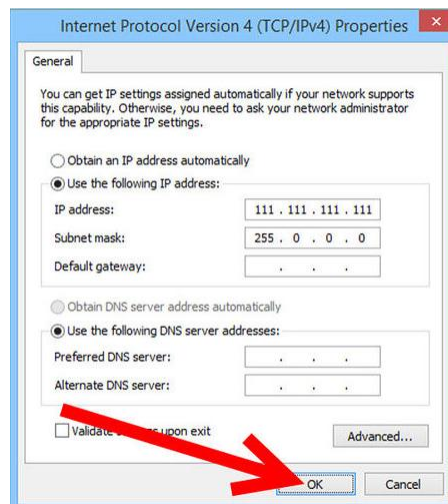 Internet Protocol Version 4 (TCP/IPv4) Properties
General
You can get IP settings assigned automatically if your network supports
this capability. Otherwise, you need to ask your network administrator
for the appropriate IP settings.
Obtain an IP address automatically
Use the following IP address:
IP address:
111 . 111 . 111 . 111
Subnet mask:
255 . 0 . 0 . 0
Default gateway:
. . .
Obtain DNS server address automatically
Use the following DNS server addresses:
Preferred DNS server:
. . .
Alternate DNS server:
. . .
Validate upon exit
Advanced...
OK
Cancel